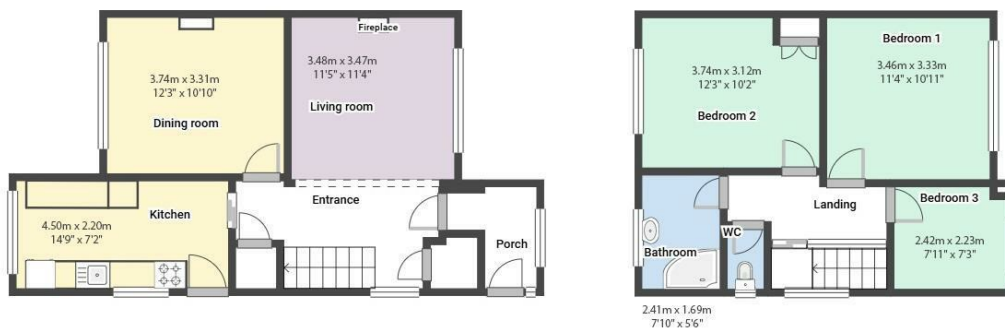 Fireplace
3.74m x 3.31m
12'3" x 10'10"
Dining room
3.48m x 3.47m
11'5" x 11'4"
Living room
Kitchen
4.50m x 2.20m
14'9" x 7'2"
Entrance
Porch
3.74m x 3.12m
12'3" x 10'2"
Bedroom 2
Bedroom 1
3.46m x 3.33m
11'4" x 10'11"
Landing
Bedroom 3
2.42m x 2.23m
7'11" x 7'3"
WC
Bathroom
2.41m x 1.69m
7'10" x 5'6"